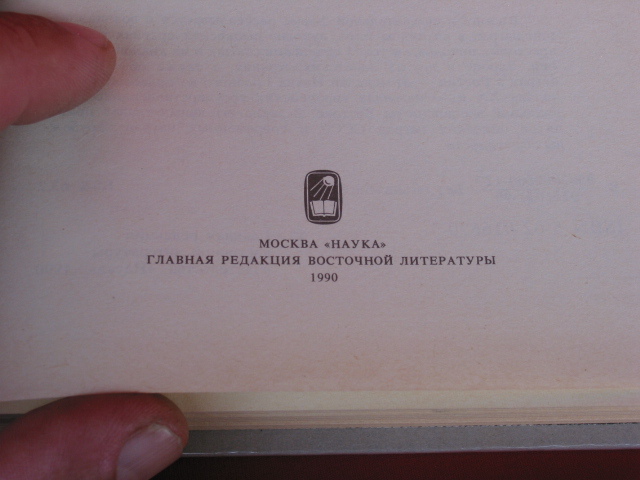 МОСКВА «НАУКА»
ГЛАВНАЯ РЕДАКЦИЯ ВОСТОЧНОЙ ЛИТЕРАТУРЫ
1990